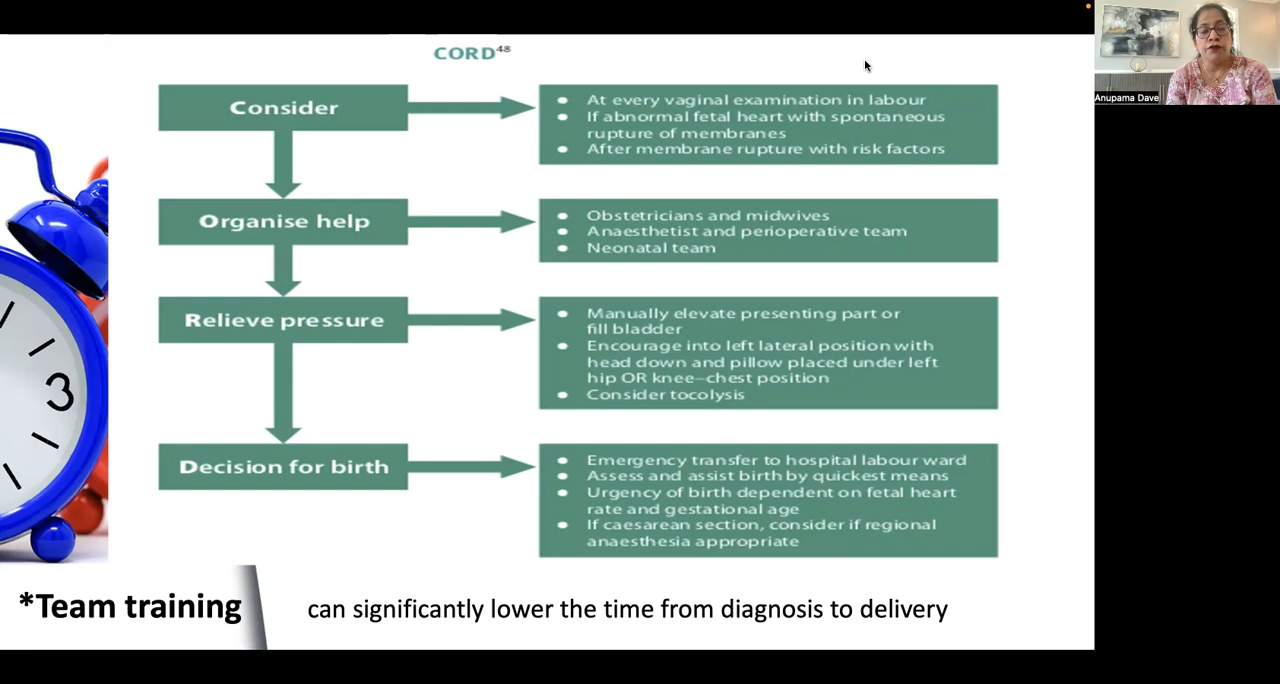 CORD48
Anupama Dave
Consider
At every vaginal examination in labour
If abnormal fetal heart with spontaneous
rupture of membranes
After membrane rupture with risk factors
Organise help
Obstetricians and midwives
Anaesthetist and perioperative team
Neonatal team
Relieve pressure
Manually elevate presenting part or
fill bladder
Encourage into left lateral position with
head down and pillow placed under left
hip OR knee–chest position
Consider tocolysis
Decision for birth
Emergency transfer to hospital labour ward
Assess and assist birth by quickest means
Urgency of birth dependent on fetal heart
rate and gestational age
If caesarean section, consider if regional
anaesthesia appropriate
3
*Team training
can significantly lower the time from diagnosis to delivery